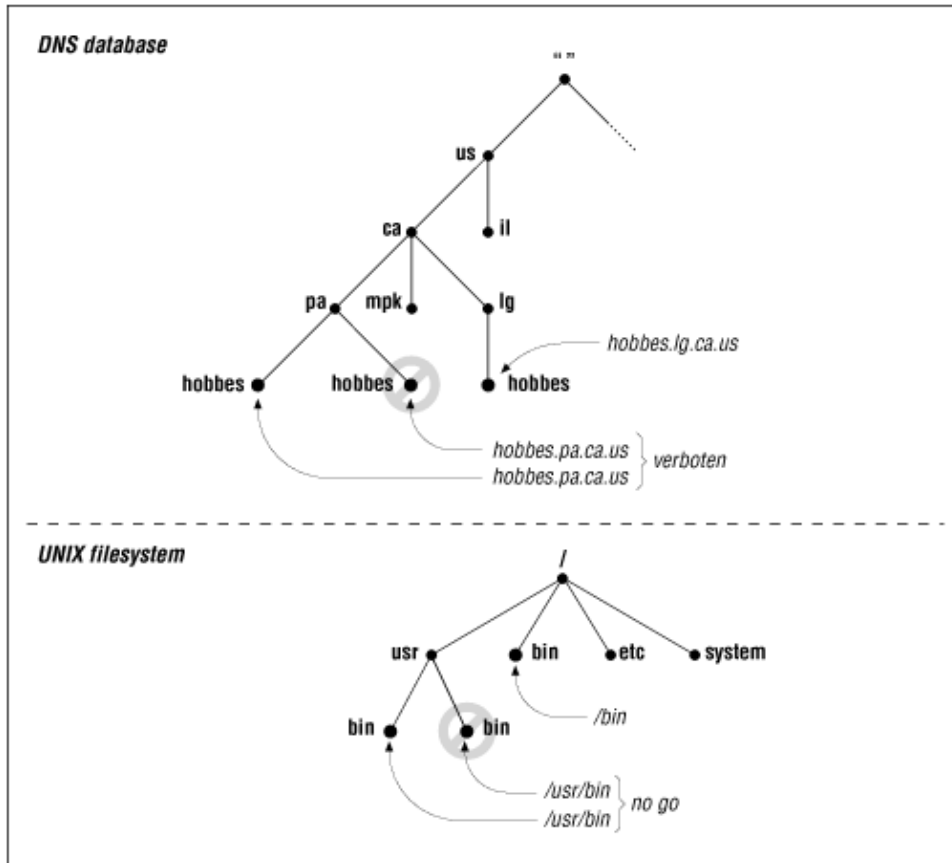 DNS database
“ ”
us
ca
il
pa
mpk
lg
hobbes.lg.ca.us
hobbes
hobbes
hobbes
hobbes.pa.ca.us
hobbes.pa.ca.us
verboten
UNIX filesystem
/
usr
bin
etc
system
/bin
bin
bin
/usr/bin
/usr/bin
no go